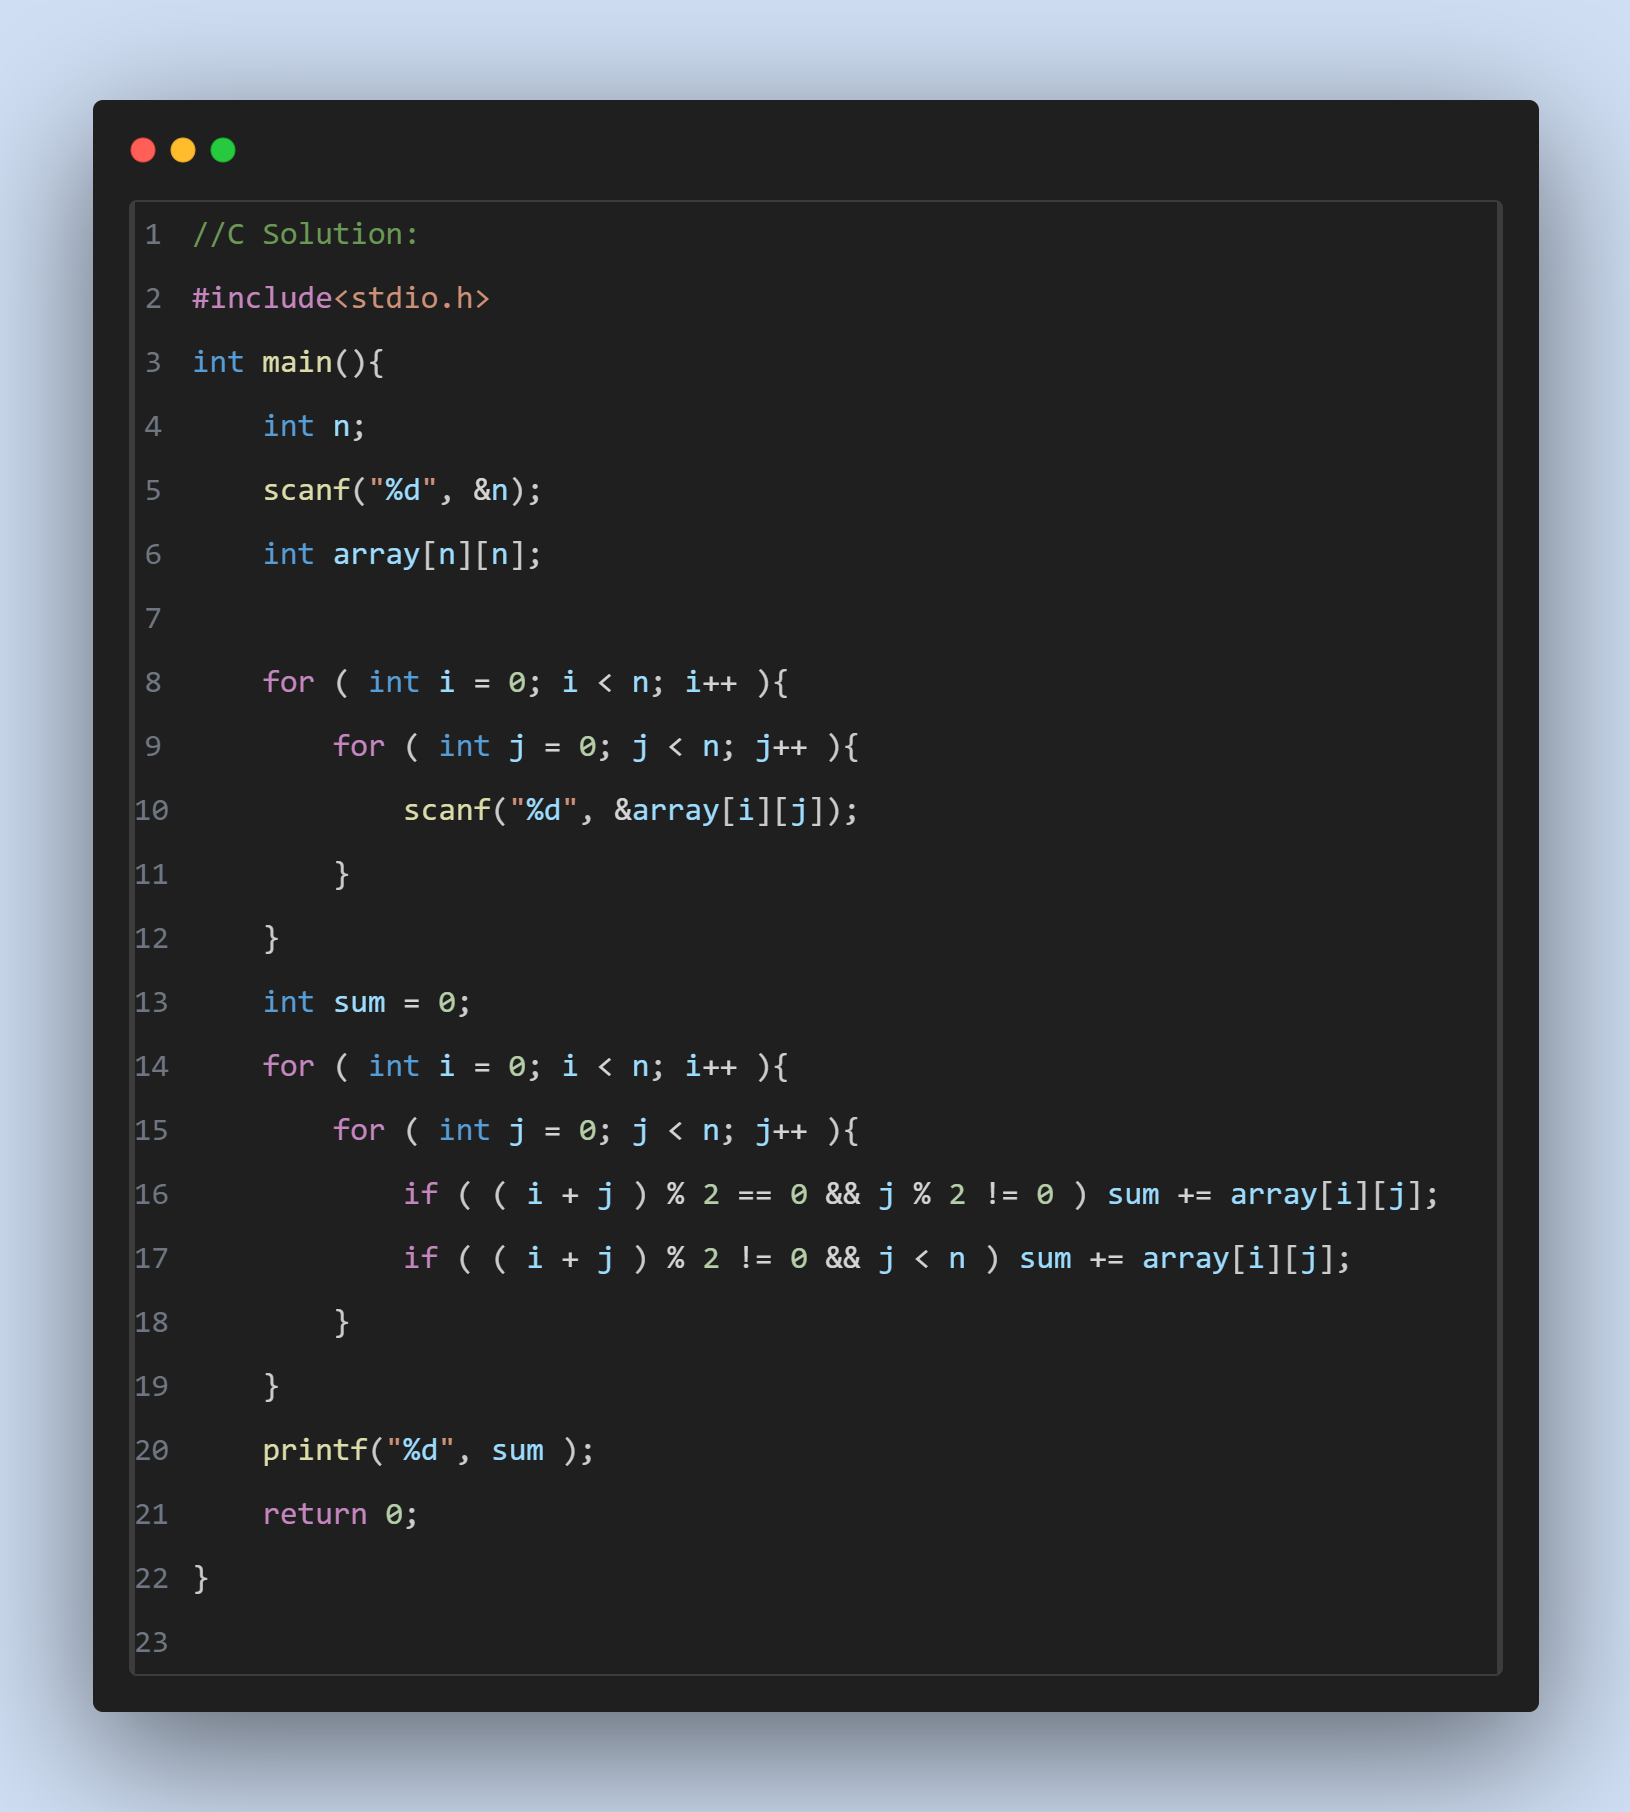 1 //C Solution:
2 #include<stdio.h>
3 int main(){
4     int n;
5     scanf("%d", &n);
6     int array[n][n];
7
8     for ( int i = 0; i < n; i++ ){
9         for ( int j = 0; j < n; j++ ){
10             scanf("%d", &array[i][j]);
11         }
12     }
13     int sum = 0;
14     for ( int i = 0; i < n; i++ ){
15         for ( int j = 0; j < n; j++ ){
16             if ( ( i + j ) % 2 == 0 && j % 2 != 0 ) sum += array[i][j];
17             if ( ( i + j ) % 2 != 0 && j < n ) sum += array[i][j];
18         }
19     }
20     printf("%d", sum );
21     return 0;
22 }
23